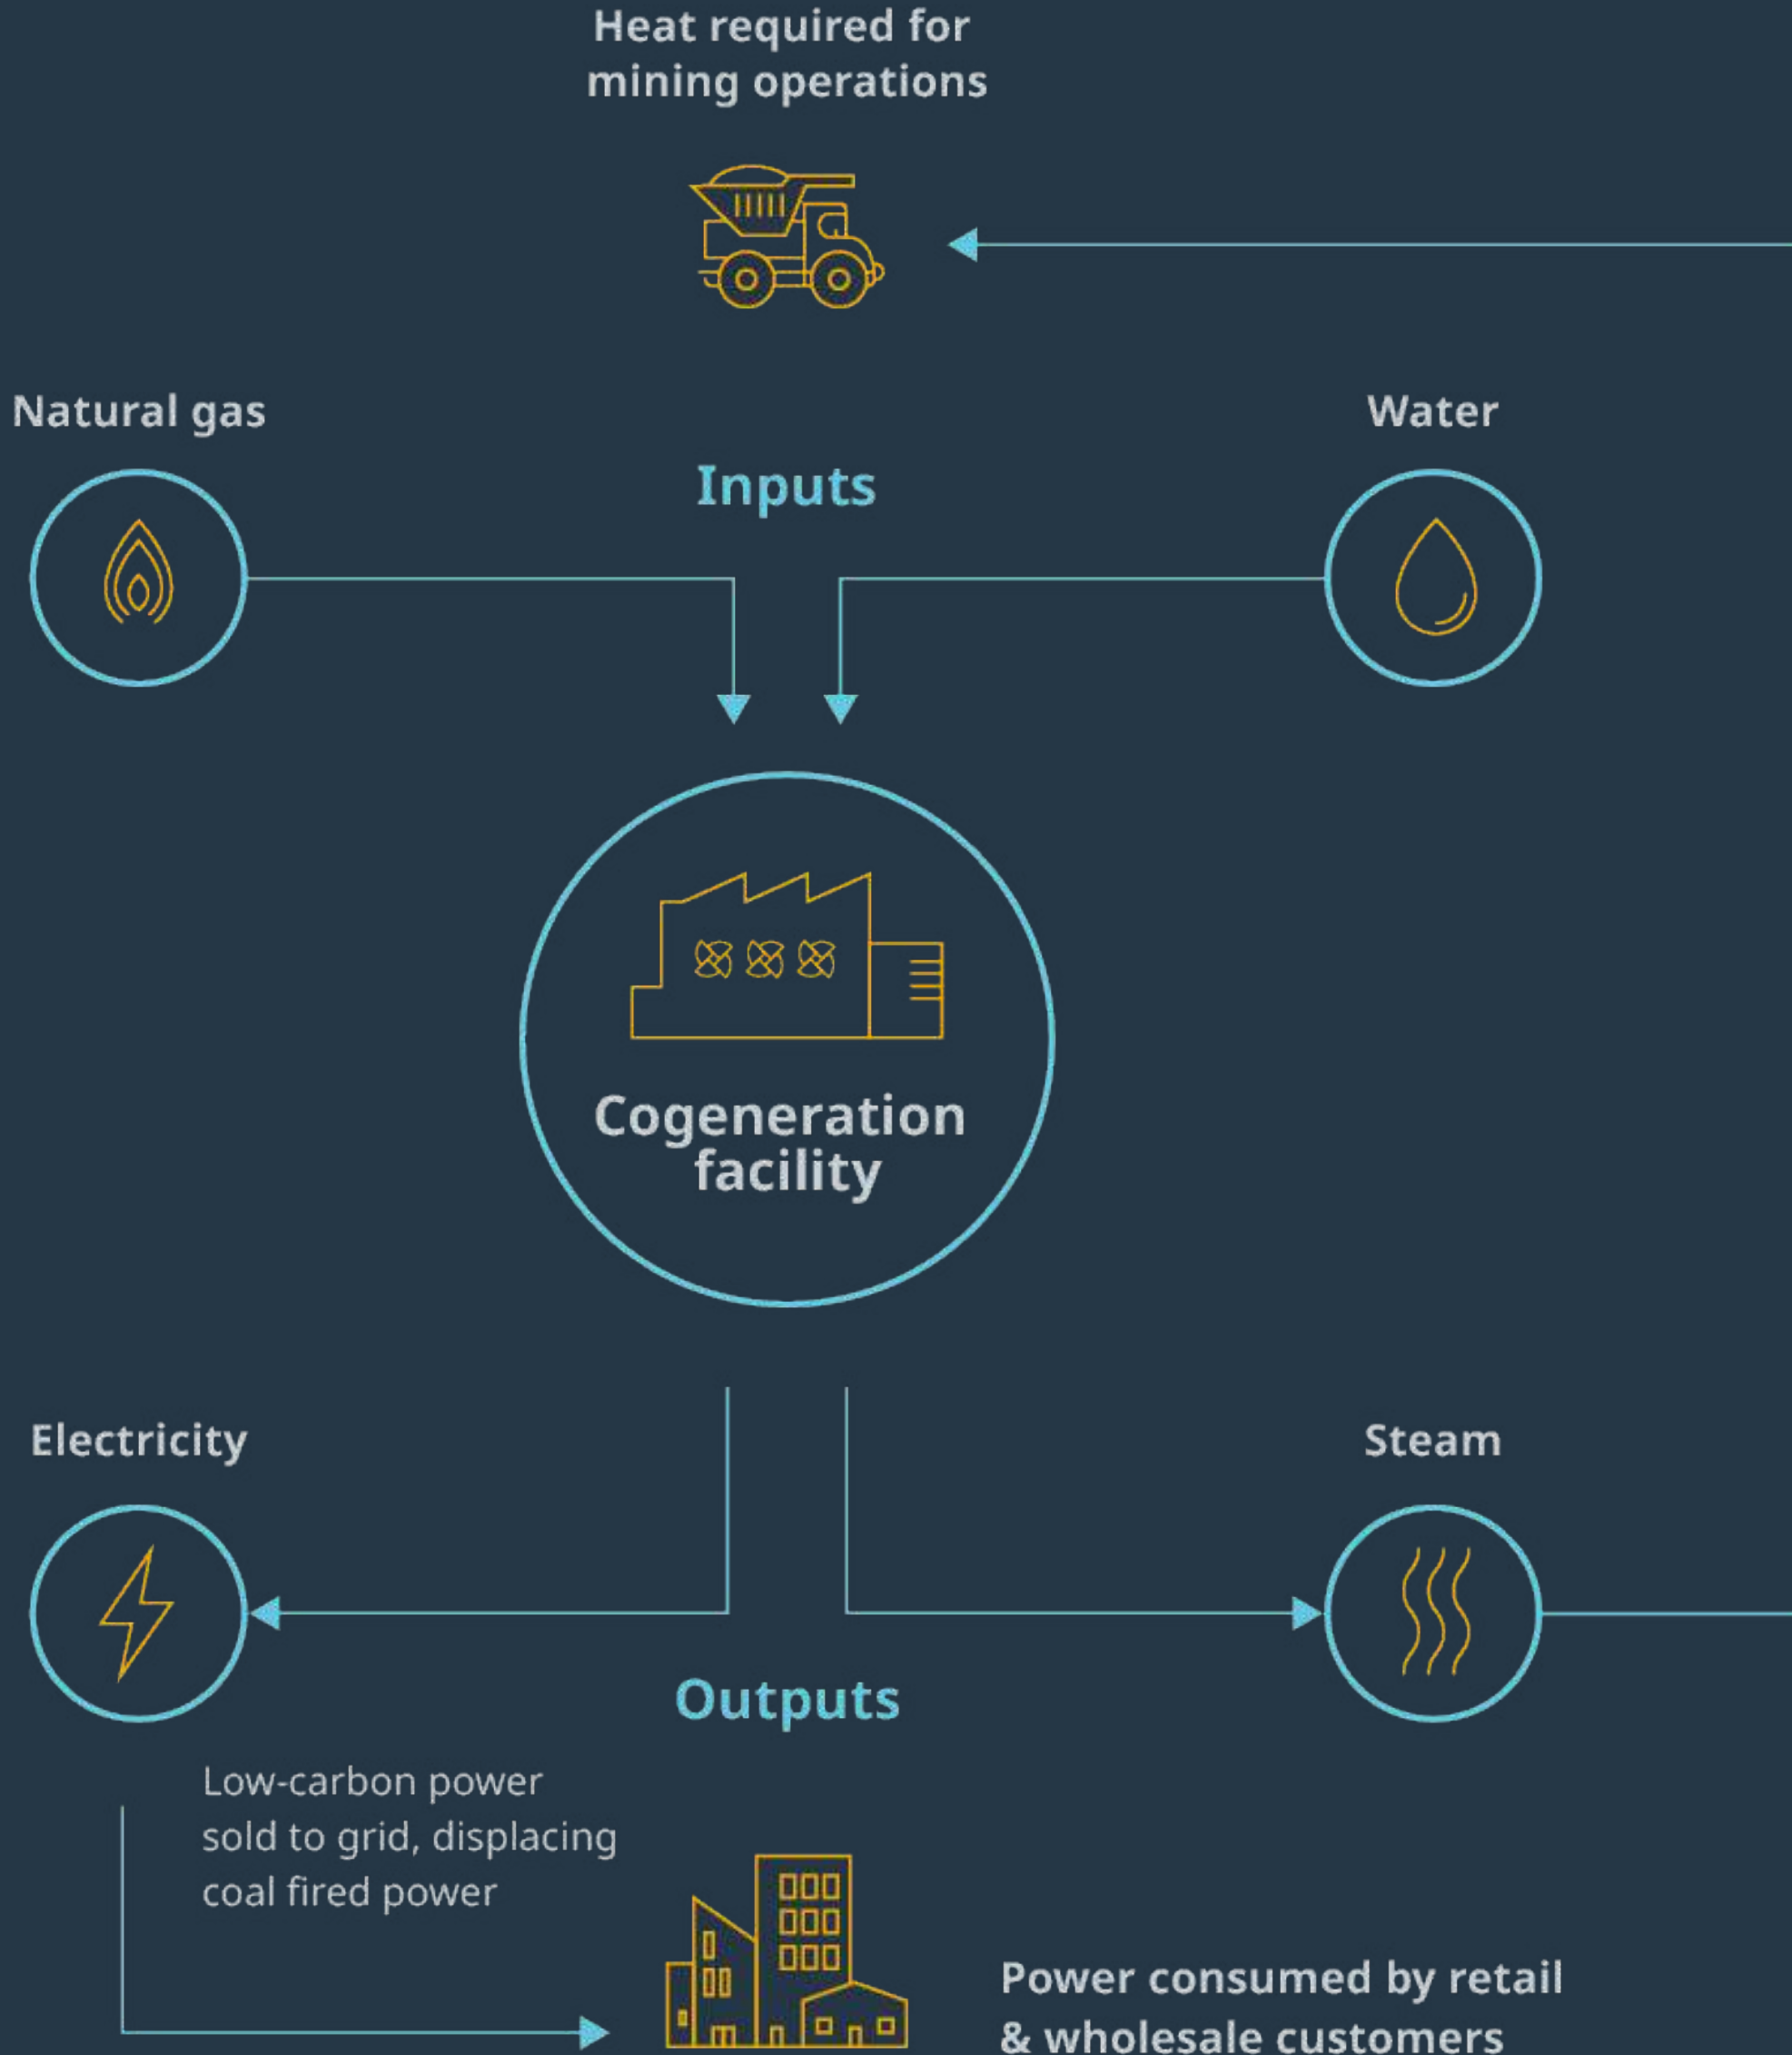 Heat required for
mining operations
Natural gas
Water
Inputs
Cogeneration
facility
Electricity
Steam
Outputs
Low-carbon power
sold to grid, displacing
coal fired power
Power consumed by retail
& wholesale customers